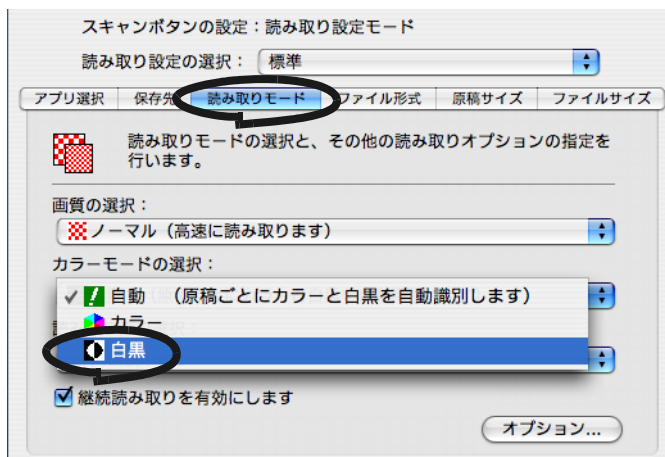 スキャンボタンの設定：読み取り設定モード
読み取り設定の選択： 標準
アプリ選択 保存先 読み取りモード ファイル形式 原稿サイズ ファイルサイズ
読み取りモードの選択と、その他の読み取りオプションの指定を
行います。
画質の選択：
ノーマル（高速に読み取ります）
カラーモードの選択：
自動 （原稿ごとにカラーと白黒を自動識別します）
カラー
白黒
継続読み取りを有効にします
オプション...